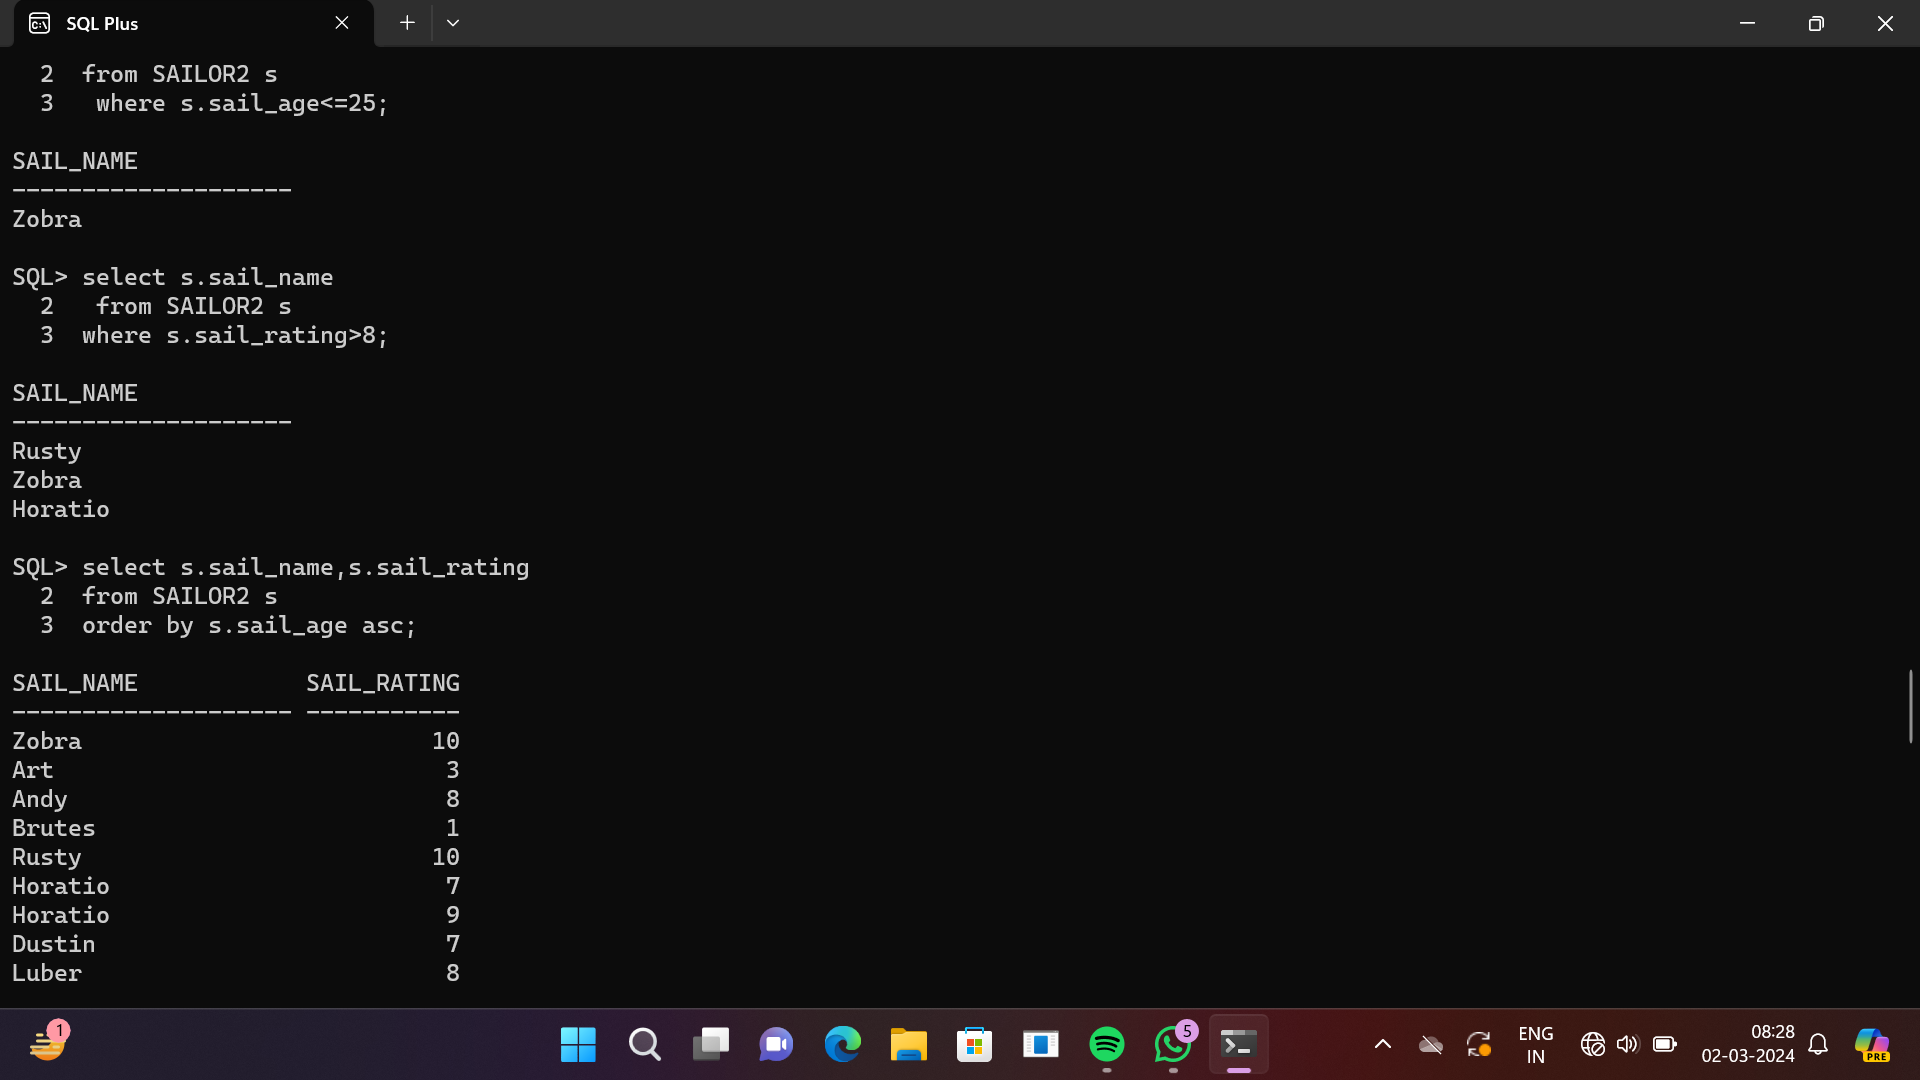 SQL Plus
2 from SAILOR2 s
3 where s.sail_age<=25;
SAIL_NAME
--------------------
Zobra
SQL> select s.sail_name
2 from SAILOR2 s
3 where s.sail_rating>8;
SAIL_NAME
--------------------
Rusty
Zobra
Horatio
SQL> select s.sail_name,s.sail_rating
2 from SAILOR2 s
3 order by s.sail_age asc;
SAIL_NAME SAIL_RATING
-------------------- -----------
Zobra 10
Art 3
Andy 8
Brutes 1
Rusty 10
Horatio 7
Horatio 9
Dustin 7
Luber 8
1
5
ENG
IN
08:28
02-03-2024
PRE